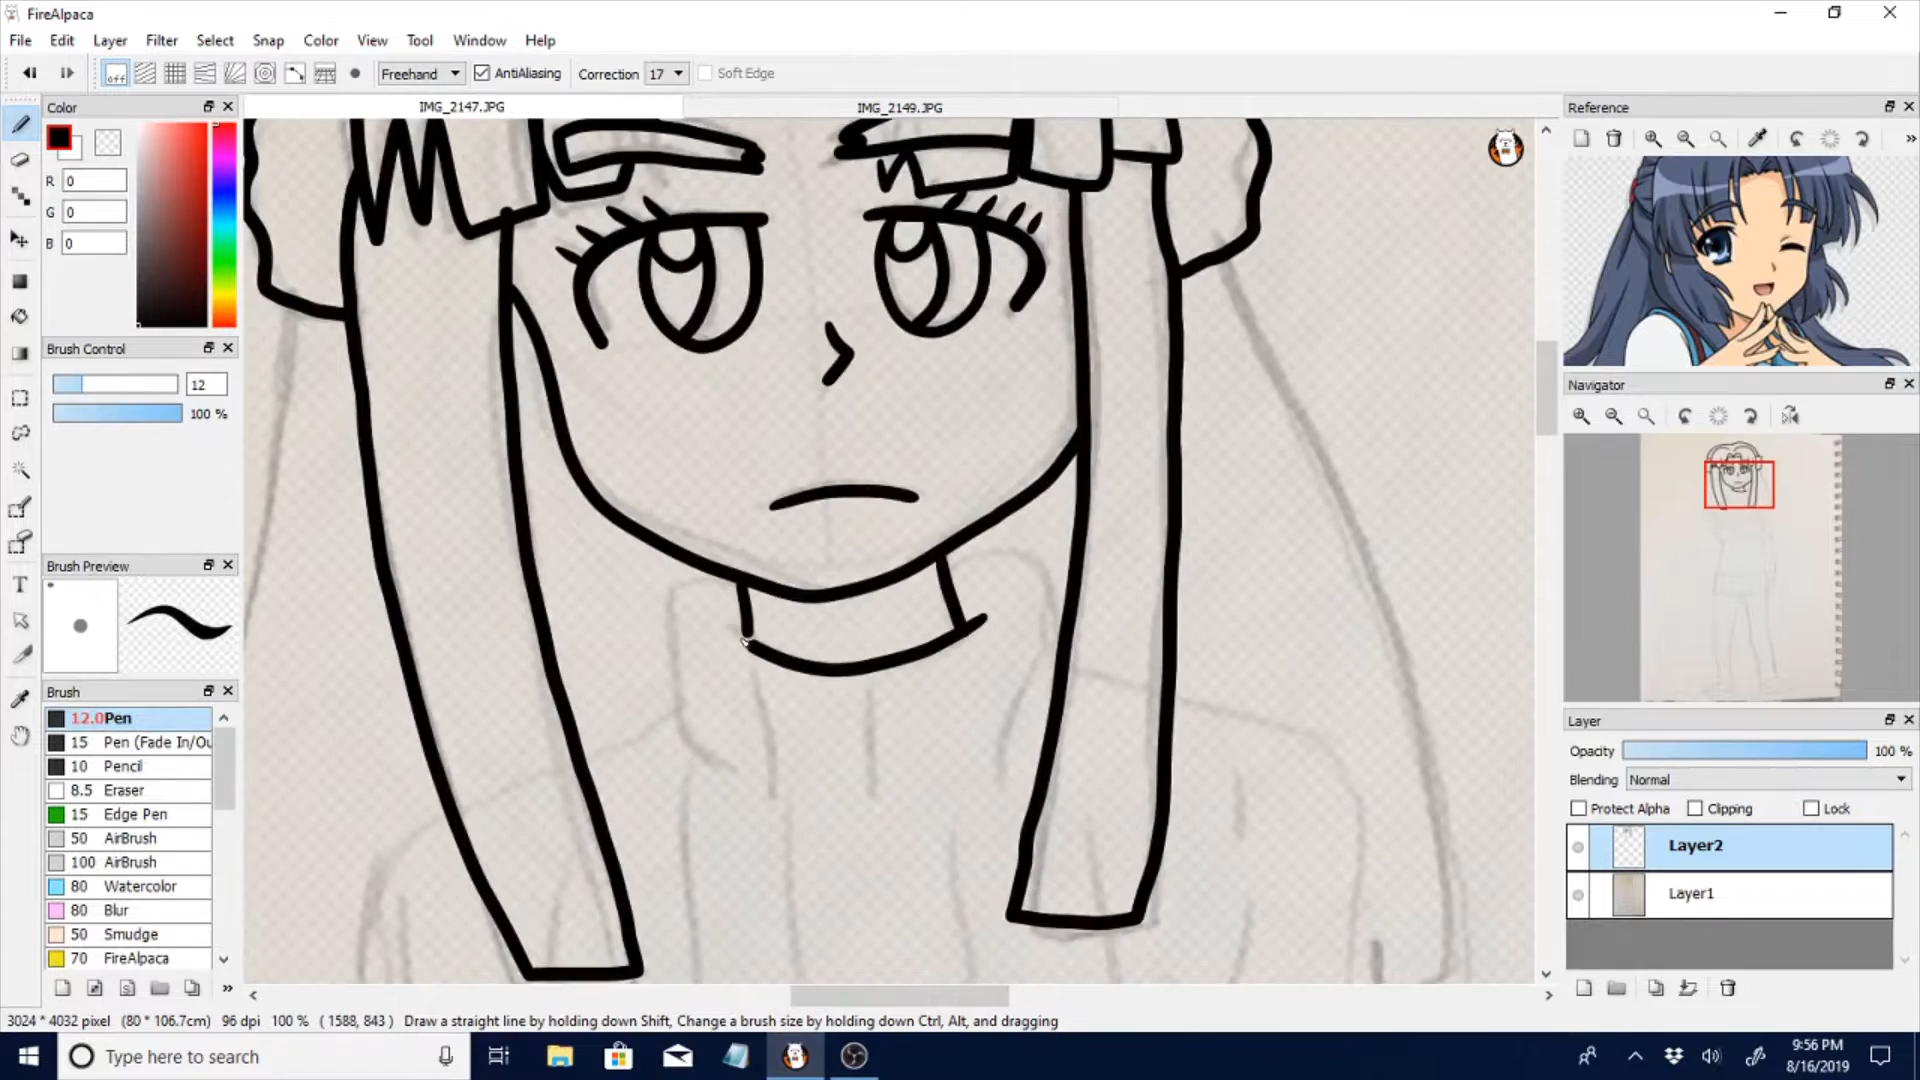 FireAlpaca
File Edit Layer Filter Select Snap Color View Tool Window Help
off Freehand AntiAliasing Correction 17 Soft Edge
Color
IMG_2147.JPG
IMG_2149.JPG
Reference
R 0
G 0
B 0
Brush Control
12
100 %
Navigator
Brush Preview
Brush
12.0 Pen
15 Pen (Fade In/Ou
10 Pencil
8.5 Eraser
15 Edge Pen
50 AirBrush
100 AirBrush
80 Watercolor
80 Blur
50 Smudge
70 FireAlpaca
Layer
Opacity 100 %
Blending Normal
Protect Alpha Clipping Lock
Layer2
Layer1
3024 * 4032 pixel (80 * 106.7cm) 96 dpi 100 % ( 1588, 843 ) Draw a straight line by holding down Shift, Change a brush size by holding down Ctrl, Alt, and dragging
Type here to search
9:56 PM
8/16/2019